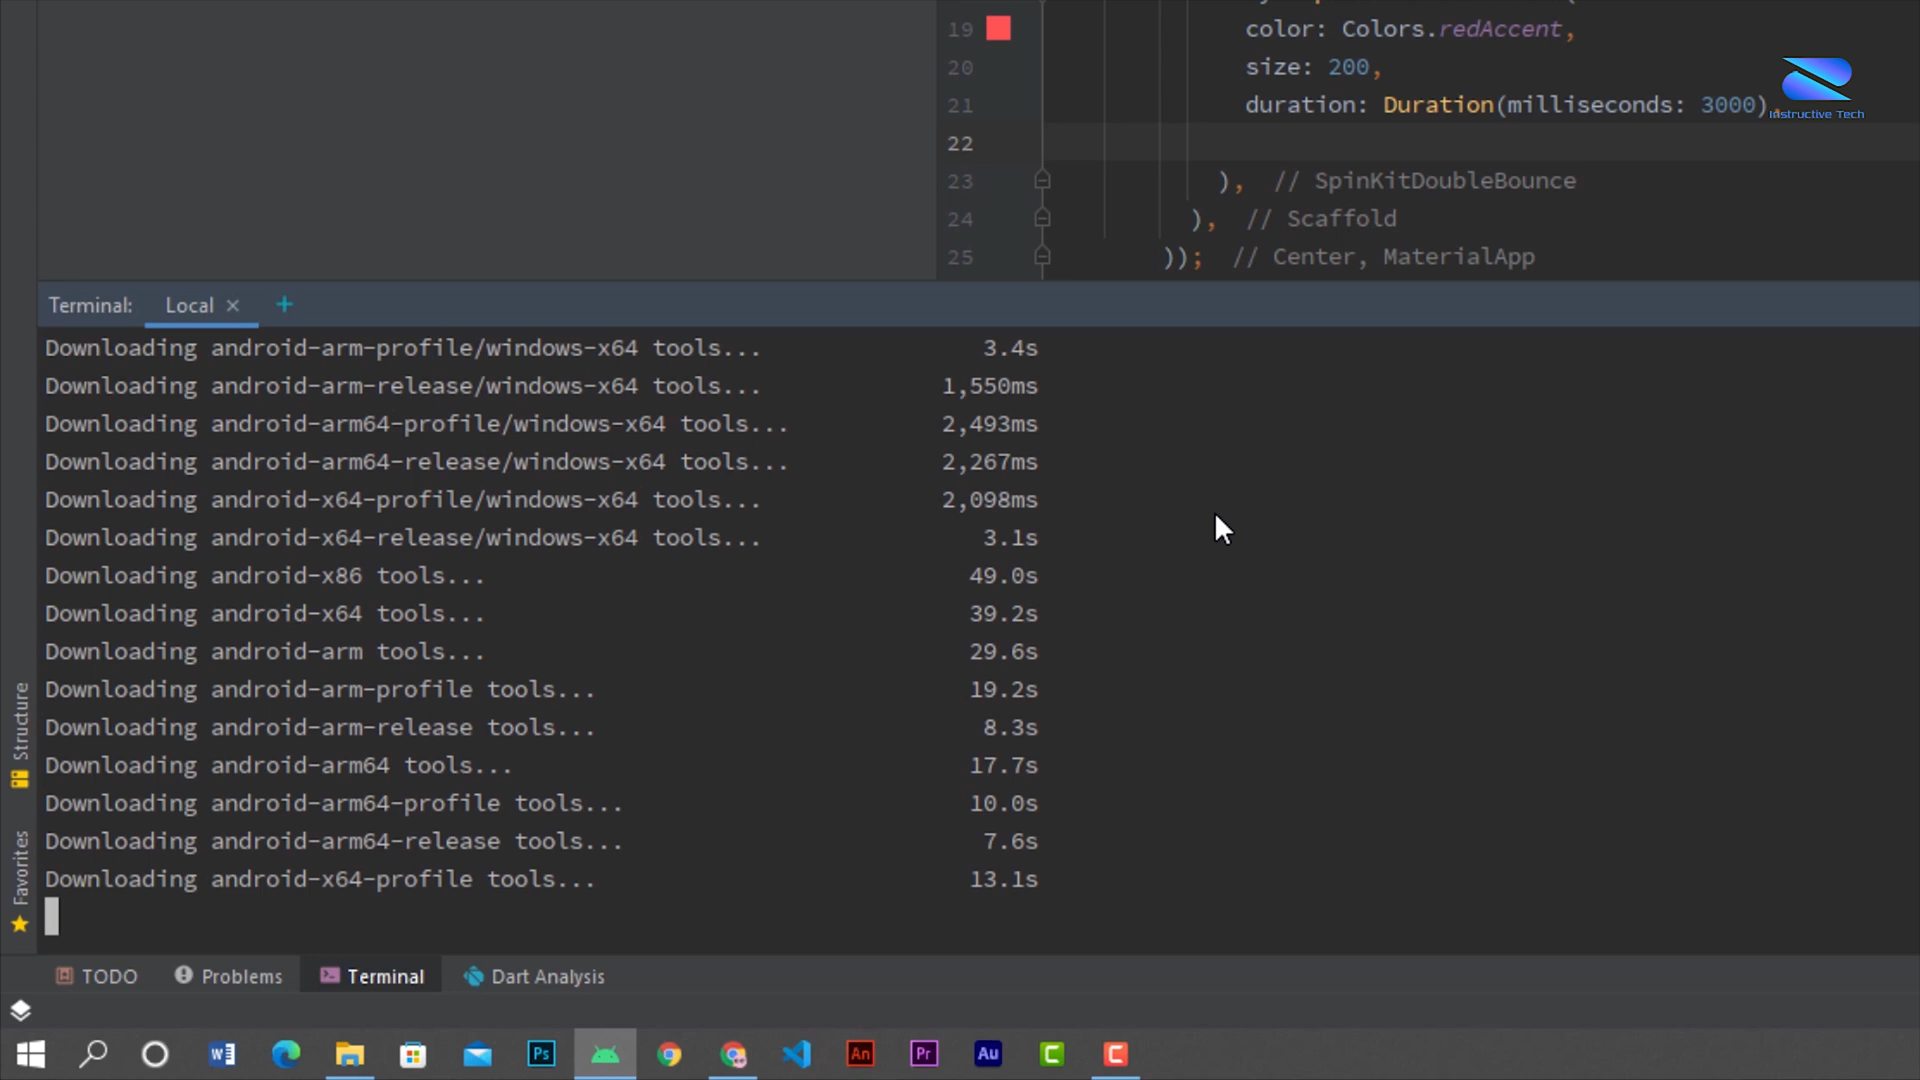 19 color: Colors.redAccent,
20 size: 200,
21 duration: Duration(milliseconds: 3000),
22
23 ), // SpinKitDoubleBounce
24 ), // Scaffold
25 )); // Center, MaterialApp
Instructive Tech
Terminal: Local × +
Downloading android-arm-profile/windows-x64 tools... 3.4s
Downloading android-arm-release/windows-x64 tools... 1,550ms
Downloading android-arm64-profile/windows-x64 tools... 2,493ms
Downloading android-arm64-release/windows-x64 tools... 2,267ms
Downloading android-x64-profile/windows-x64 tools... 2,098ms
Downloading android-x64-release/windows-x64 tools... 3.1s
Downloading android-x86 tools... 49.0s
Downloading android-x64 tools... 39.2s
Downloading android-arm tools... 29.6s
Downloading android-arm-profile tools... 19.2s
Downloading android-arm-release tools... 8.3s
Downloading android-arm64 tools... 17.7s
Downloading android-arm64-profile tools... 10.0s
Downloading android-arm64-release tools... 7.6s
Downloading android-x64-profile tools... 13.1s
Structure
Favorites
TODO Problems Terminal Dart Analysis
W Ps An Pr Au C C